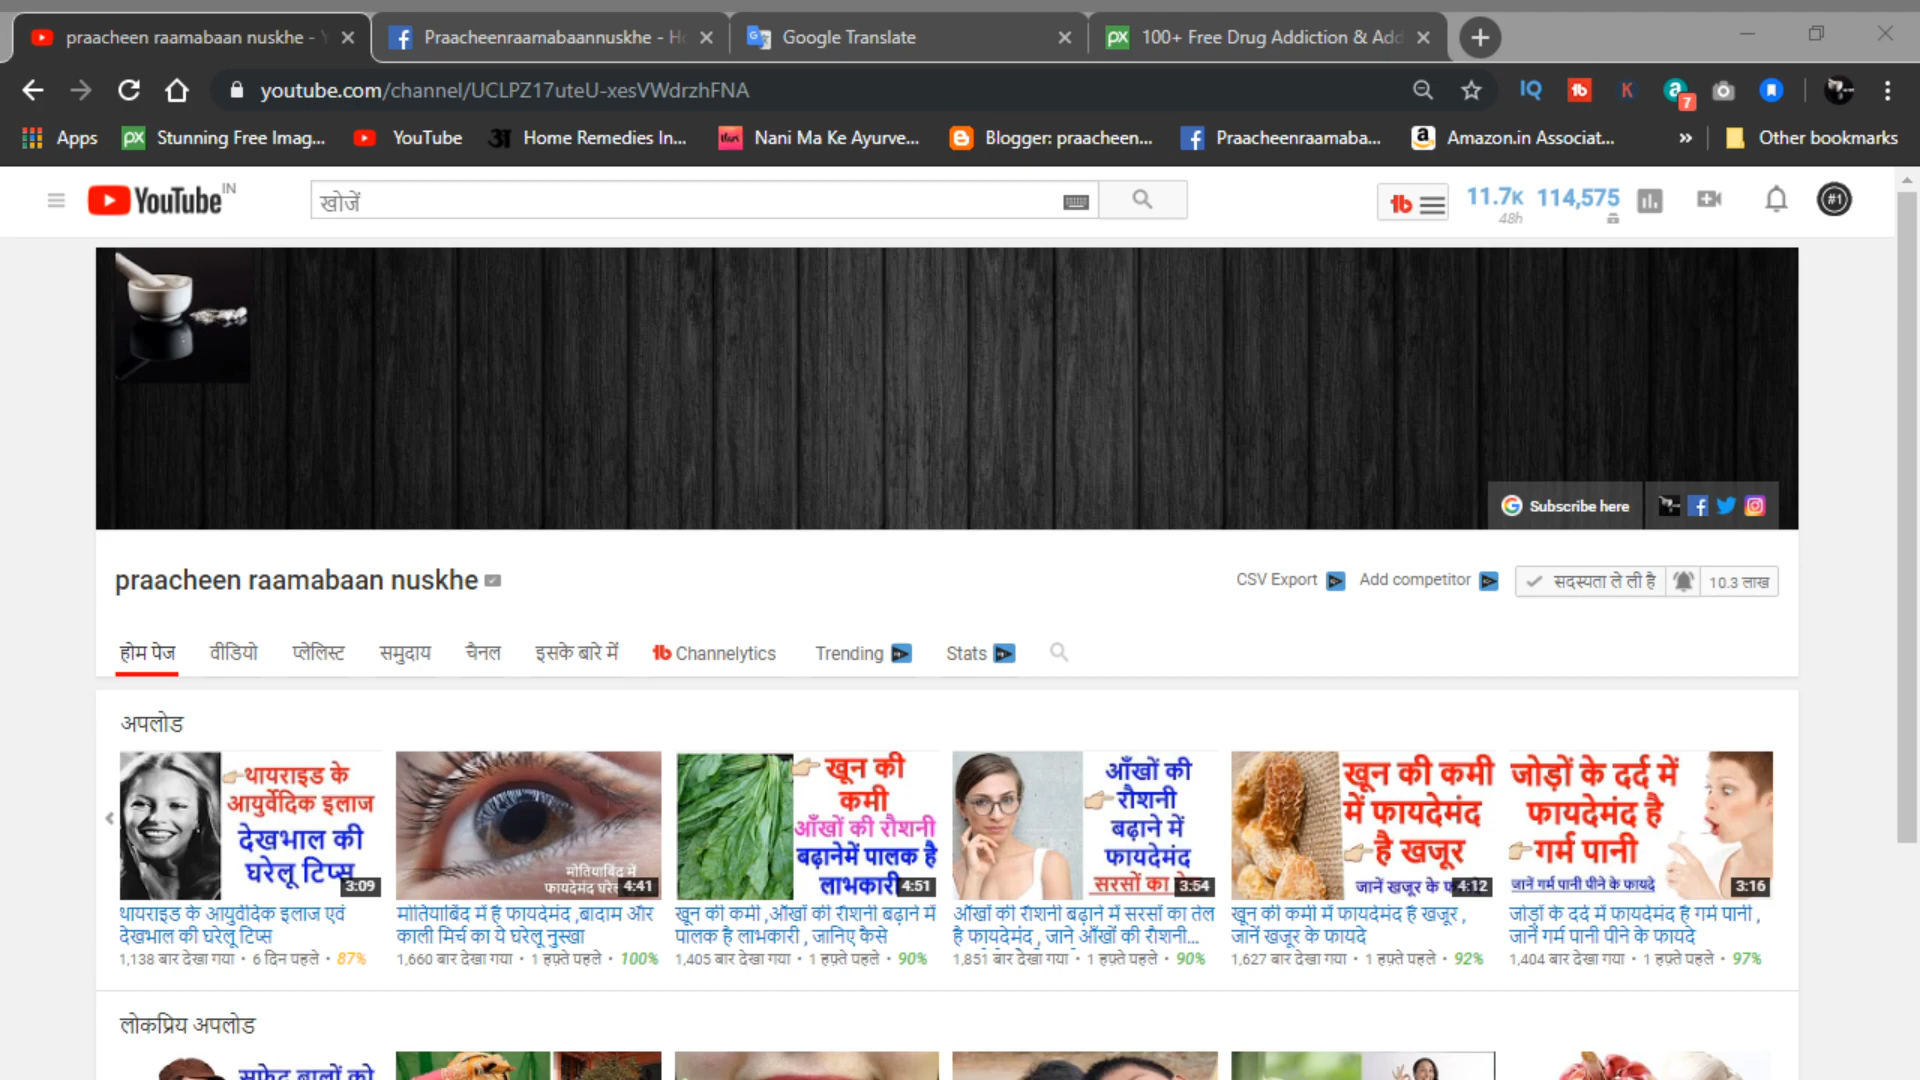 praacheen raamabaan nuskhe - Y
Praacheenraamabaannuskhe - Ho
Google Translate
px 100+ Free Drug Addiction & Add
youtube.com/channel/UCLPZ17uteU-xesVWdrzhFNA
IQ
K
a 7
Apps
px Stunning Free Imag...
YouTube
Home Remedies In...
Nani Ma Ke Ayurve...
Blogger: praacheen...
Praacheenraamaba...
Amazon.in Associat...
»
Other bookmarks
YouTube IN
खोजें
11.7K 48h
114,575
#1
Subscribe here
praacheen raamabaan nuskhe
CSV Export
Add competitor
सदस्यता ले ली है
10.3 लाख
होम पेज
वीडियो
प्लेलिस्ट
समुदाय
चैनल
इसके बारे में
Channelytics
Trending
Stats
अपलोड
थायराइड के
आयुर्वेदिक इलाज
देखभाल की
घरेलू टिप्स
3:09
मोतियाबिंद में
फायदेमंद घरे
4:41
खून की
कमी
आँखों की रौशनी
बढ़ानेमें पालक है
लाभकारी
4:51
आँखों की
रौशनी
बढ़ाने में
फायदेमंद
सरसों का
3:54
खून की कमी
में फायदेमंद
है खजूर
जानें खजूर के
4:12
जोड़ों के दर्द में
फायदेमंद है
गर्म पानी
जानें गर्म पानी पीने के फायदे
3:16
थायराइड के आयुर्वेदिक इलाज एवं
देखभाल की घरेलू टिप्स
1,138 बार देखा गया • 6 दिन पहले • 87%
मोतियाबिंद में है फायदेमंद ,बादाम और
काली मिर्च का ये घरेलू नुस्खा
1,660 बार देखा गया • 1 हफ़्ते पहले • 100%
खून की कमी ,आँखों की रौशनी बढ़ाने में
पालक है लाभकारी , जानिए कैसे
1,405 बार देखा गया • 1 हफ़्ते पहले • 90%
आँखों की रौशनी बढ़ाने में सरसों का तेल
है फायदेमंद , जाने आँखों की रौशनी...
1,851 बार देखा गया • 1 हफ़्ते पहले • 90%
खून की कमी में फायदेमंद है खजूर ,
जानें खजूर के फायदे
1,627 बार देखा गया • 1 हफ़्ते पहले • 92%
जोड़ों के दर्द में फायदेमंद है गर्म पानी ,
जानें गर्म पानी पीने के फायदे
1,404 बार देखा गया • 1 हफ़्ते पहले • 97%
लोकप्रिय अपलोड
सफेद बालों को